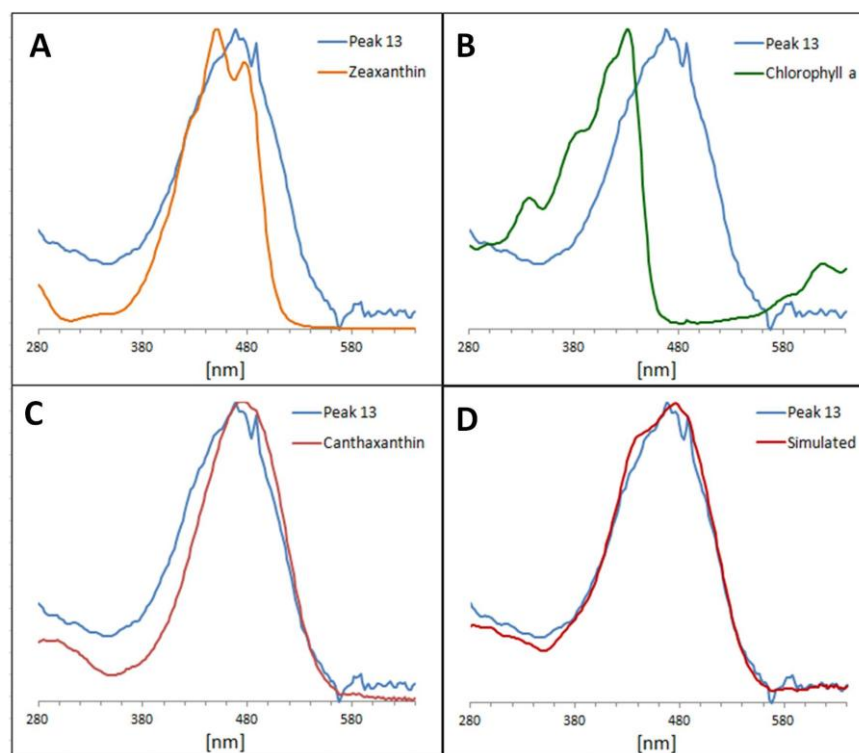 A
Peak 13
Zeaxanthin
280 380 480 580
[nm]
B
Peak 13
Chlorophyll a
280 380 480 580
[nm]
C
Peak 13
Canthaxanthin
280 380 480 580
[nm]
D
Peak 13
Simulated
280 380 480 580
[nm]